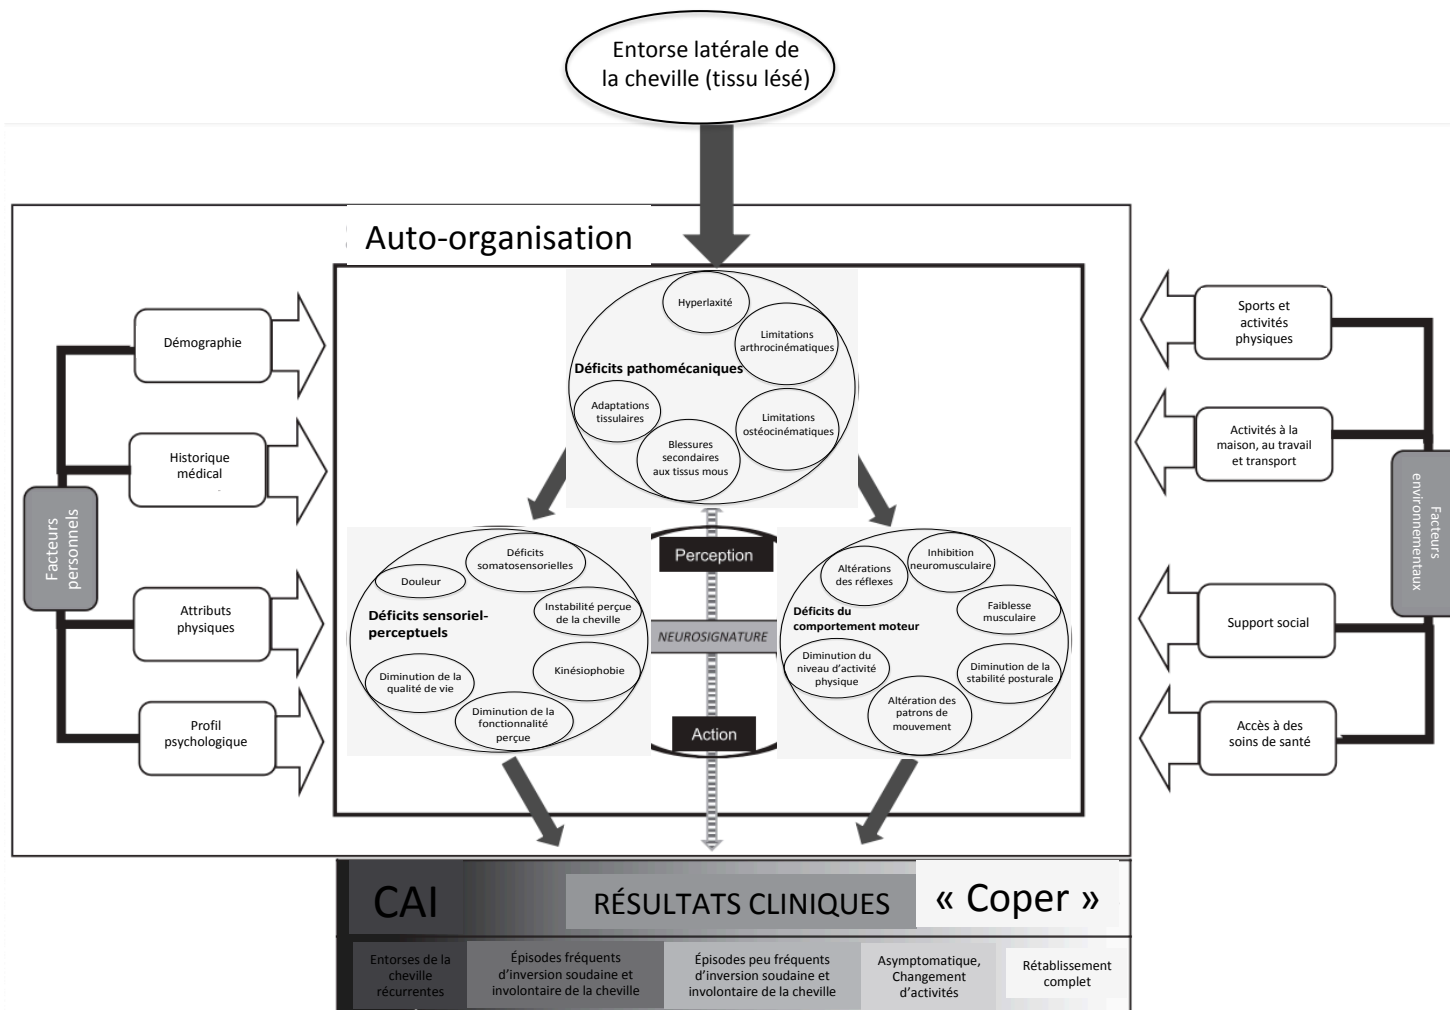 Entorse latérale de
la cheville (tissu lésé)
Auto-organisation
Hyperlaxité
Limitations
arthrocinématiques
Déficits pathomécaniques
Adaptations
tissulaires
Limitations
ostéocinématiques
Blessures
secondaires
aux tissus mous
Démographie
Historique
médical
Facteurs
personnels
Attributs
physiques
Profil
psychologique
Sports et
activités
physiques
Activités à la
maison, au travail
et transport
Facteurs
environnementaux
Support social
Accès à des
soins de santé
Déficits
somatosensorielles
Douleur
Instabilité perçue
de la cheville
Déficits sensoriel-
perceptuels
Kinésiophobie
Diminution de la
qualité de vie
Diminution de la
fonctionnalité
perçue
Perception
NEUROSIGNATURE
Action
Inhibition
neuromusculaire
Altérations
des réflexes
Faiblesse
musculaire
Déficits du
comportement moteur
Diminution du
niveau d'activité
physique
Diminution de la
stabilité posturale
Altération des
patrons de
mouvement
CAI
RÉSULTATS CLINIQUES
« Coper »
Entorses de la
cheville
récurrentes
Épisodes fréquents
d'inversion soudaine et
involontaire de la cheville
Épisodes peu fréquents
d'inversion soudaine et
involontaire de la cheville
Asymptomatique,
Changement
d'activités
Rétablissement
complet